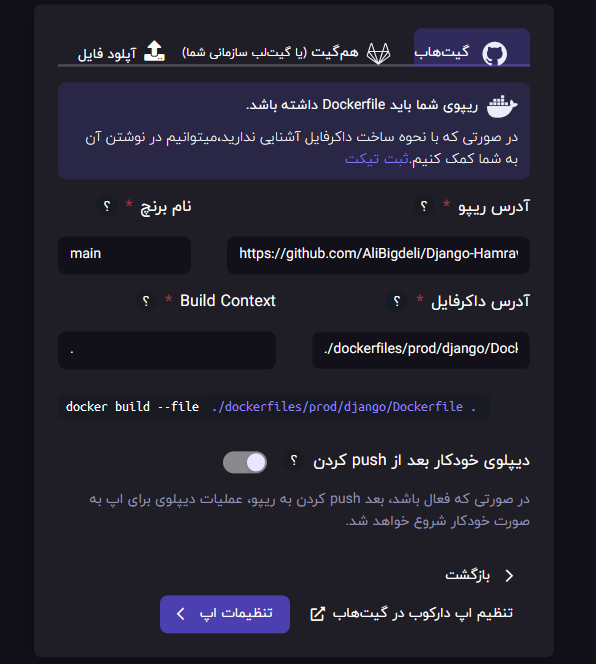 گیت‌هاب
هم‌گیت (یا گیت‌لب سازمانی شما)
آپلود فایل
ریپوی شما باید Dockerfile داشته باشد.
در صورتی که با نحوه ساخت داکرفایل آشنایی ندارید،میتوانیم در نوشتن آن
به شما کمک کنیم.ثبت تیکت
آدرس ریپو * ؟
نام برنچ * ؟
https://github.com/AliBigdeli/Django-Hamrav
main
آدرس داکرفایل * ؟
Build Context * ؟
./dockerfiles/prod/django/Dock
.
docker build --file ./dockerfiles/prod/django/Dockerfile .
دیپلوی خودکار بعد از push کردن ؟
در صورتی که فعال باشد، بعد push کردن به ریپو، عملیات دیپلوی برای اپ به
صورت خودکار شروع خواهد شد.
بازگشت
تنظیم اپ دارکوب در گیت‌هاب
تنظیمات اپ